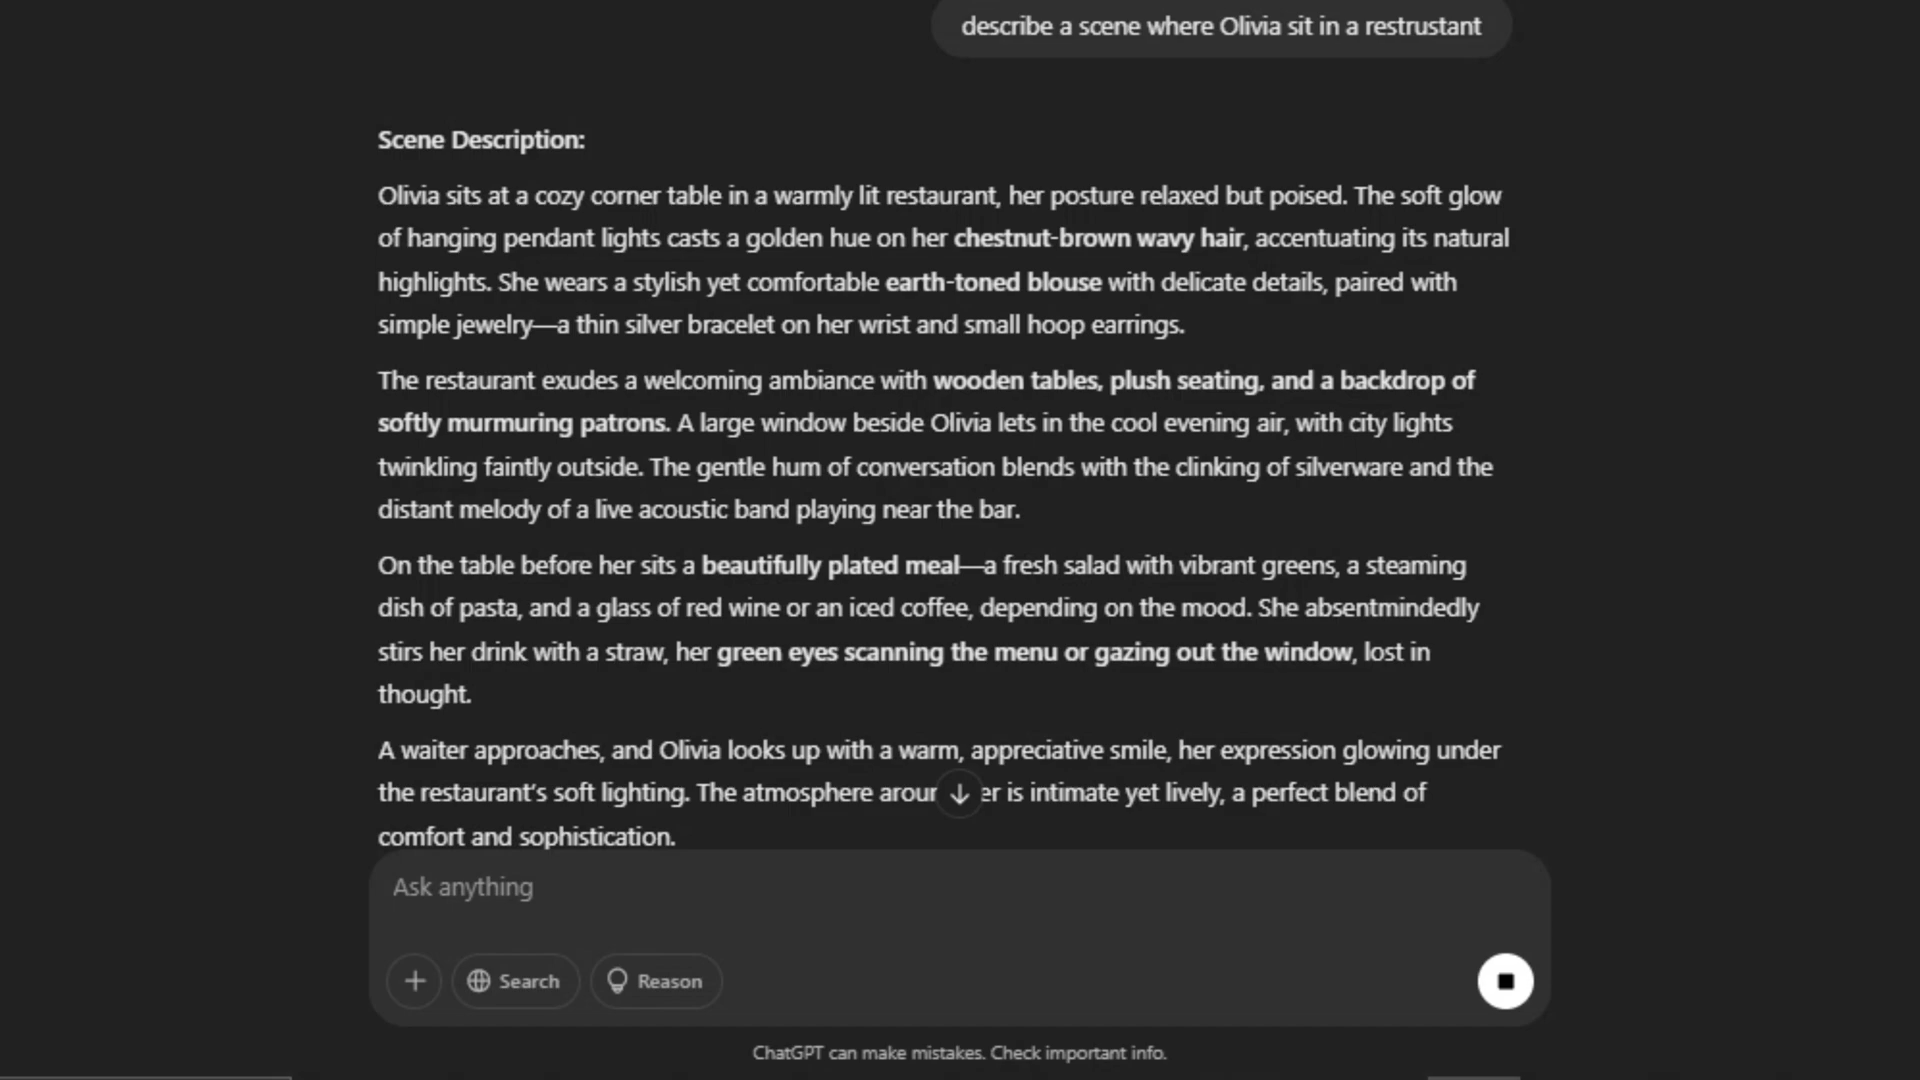 describe a scene where Olivia sit in a restrustant
Scene Description:
Olivia sits at a cozy corner table in a warmly lit restaurant, her posture relaxed but poised. The soft glow
of hanging pendant lights casts a golden hue on her chestnut-brown wavy hair, accentuating its natural
highlights. She wears a stylish yet comfortable earth-toned blouse with delicate details, paired with
simple jewelry—a thin silver bracelet on her wrist and small hoop earrings.
The restaurant exudes a welcoming ambiance with wooden tables, plush seating, and a backdrop of
softly murmuring patrons. A large window beside Olivia lets in the cool evening air, with city lights
twinkling faintly outside. The gentle hum of conversation blends with the clinking of silverware and the
distant melody of a live acoustic band playing near the bar.
On the table before her sits a beautifully plated meal—a fresh salad with vibrant greens, a steaming
dish of pasta, and a glass of red wine or an iced coffee, depending on the mood. She absentmindedly
stirs her drink with a straw, her green eyes scanning the menu or gazing out the window, lost in
thought.
A waiter approaches, and Olivia looks up with a warm, appreciative smile, her expression glowing under
the restaurant's soft lighting. The atmosphere arour er is intimate yet lively, a perfect blend of
comfort and sophistication.
Ask anything
Search
Reason
ChatGPT can make mistakes. Check important info.